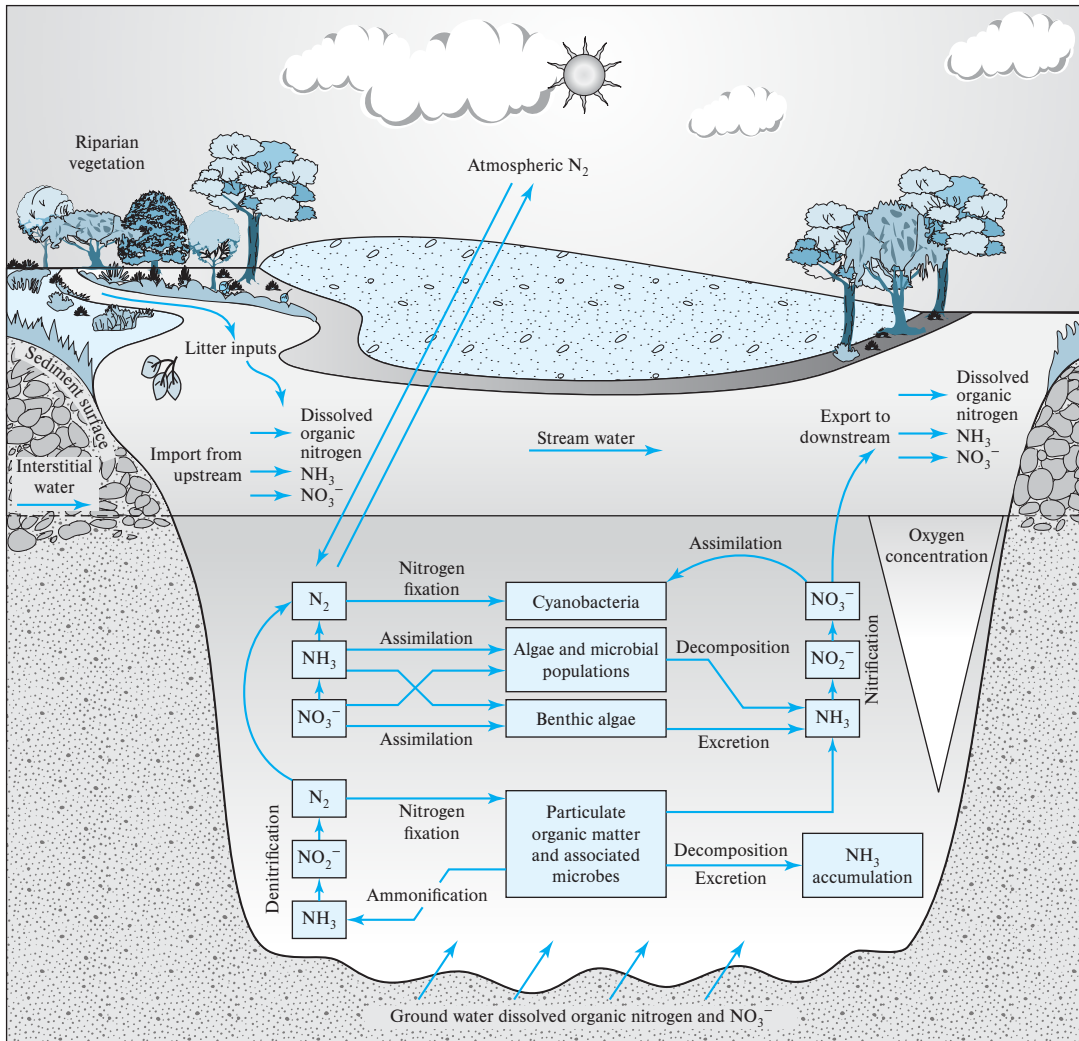 Riparian
vegetation
Atmospheric N₂
Litter inputs
Sediment surface
Interstitial
water
Import from
upstream
Dissolved
organic
nitrogen
NH₃
NO₃⁻
Stream water
Export to
downstream
Dissolved
organic
nitrogen
NH₃
NO₃⁻
Oxygen
concentration
Assimilation
N₂
Nitrogen
fixation
Cyanobacteria
NO₃⁻
NH₃
Assimilation
Algae and microbial
populations
Decomposition
NO₂⁻
Nitrification
NO₃⁻
Assimilation
Benthic algae
Excretion
NH₃
N₂
Nitrogen
fixation
Particulate
organic matter
and associated
microbes
Denitrification
NO₂⁻
Decomposition
Excretion
NH₃
accumulation
Ammonification
NH₃
Ground water dissolved organic nitrogen and NO₃⁻